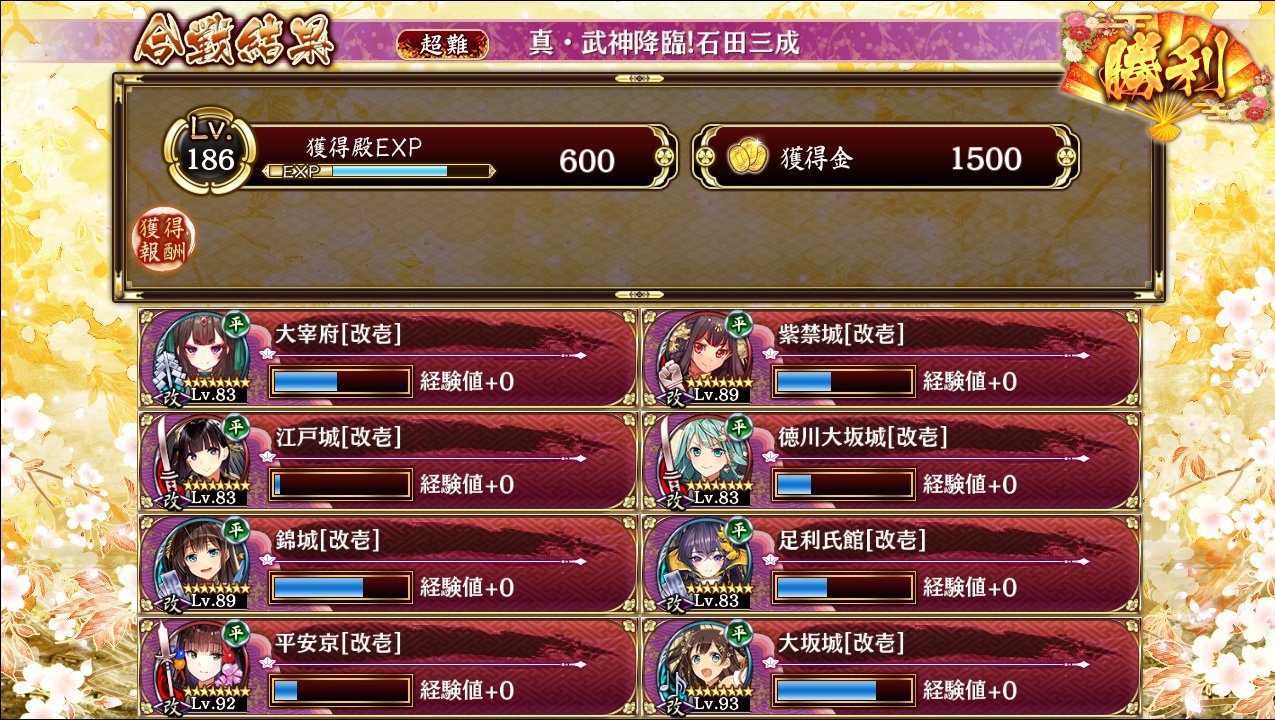 合戰結果
超難
真・武神降臨!石田三成
勝利
Lv.
186
獲得殿EXP
EXP
600
獲得金
1500
獲得
報酬
平
大宰府[改壱]
改 Lv.83
経験値+0
平
紫禁城[改壱]
改 Lv.89
経験値+0
平
江戸城[改壱]
改 Lv.83
経験値+0
平
徳川大坂城[改壱]
改 Lv.83
経験値+0
平
錦城[改壱]
改 Lv.89
経験値+0
平
足利氏館[改壱]
改 Lv.83
経験値+0
平
平安京[改壱]
改 Lv.92
経験値+0
平
大坂城[改壱]
改 Lv.93
経験値+0